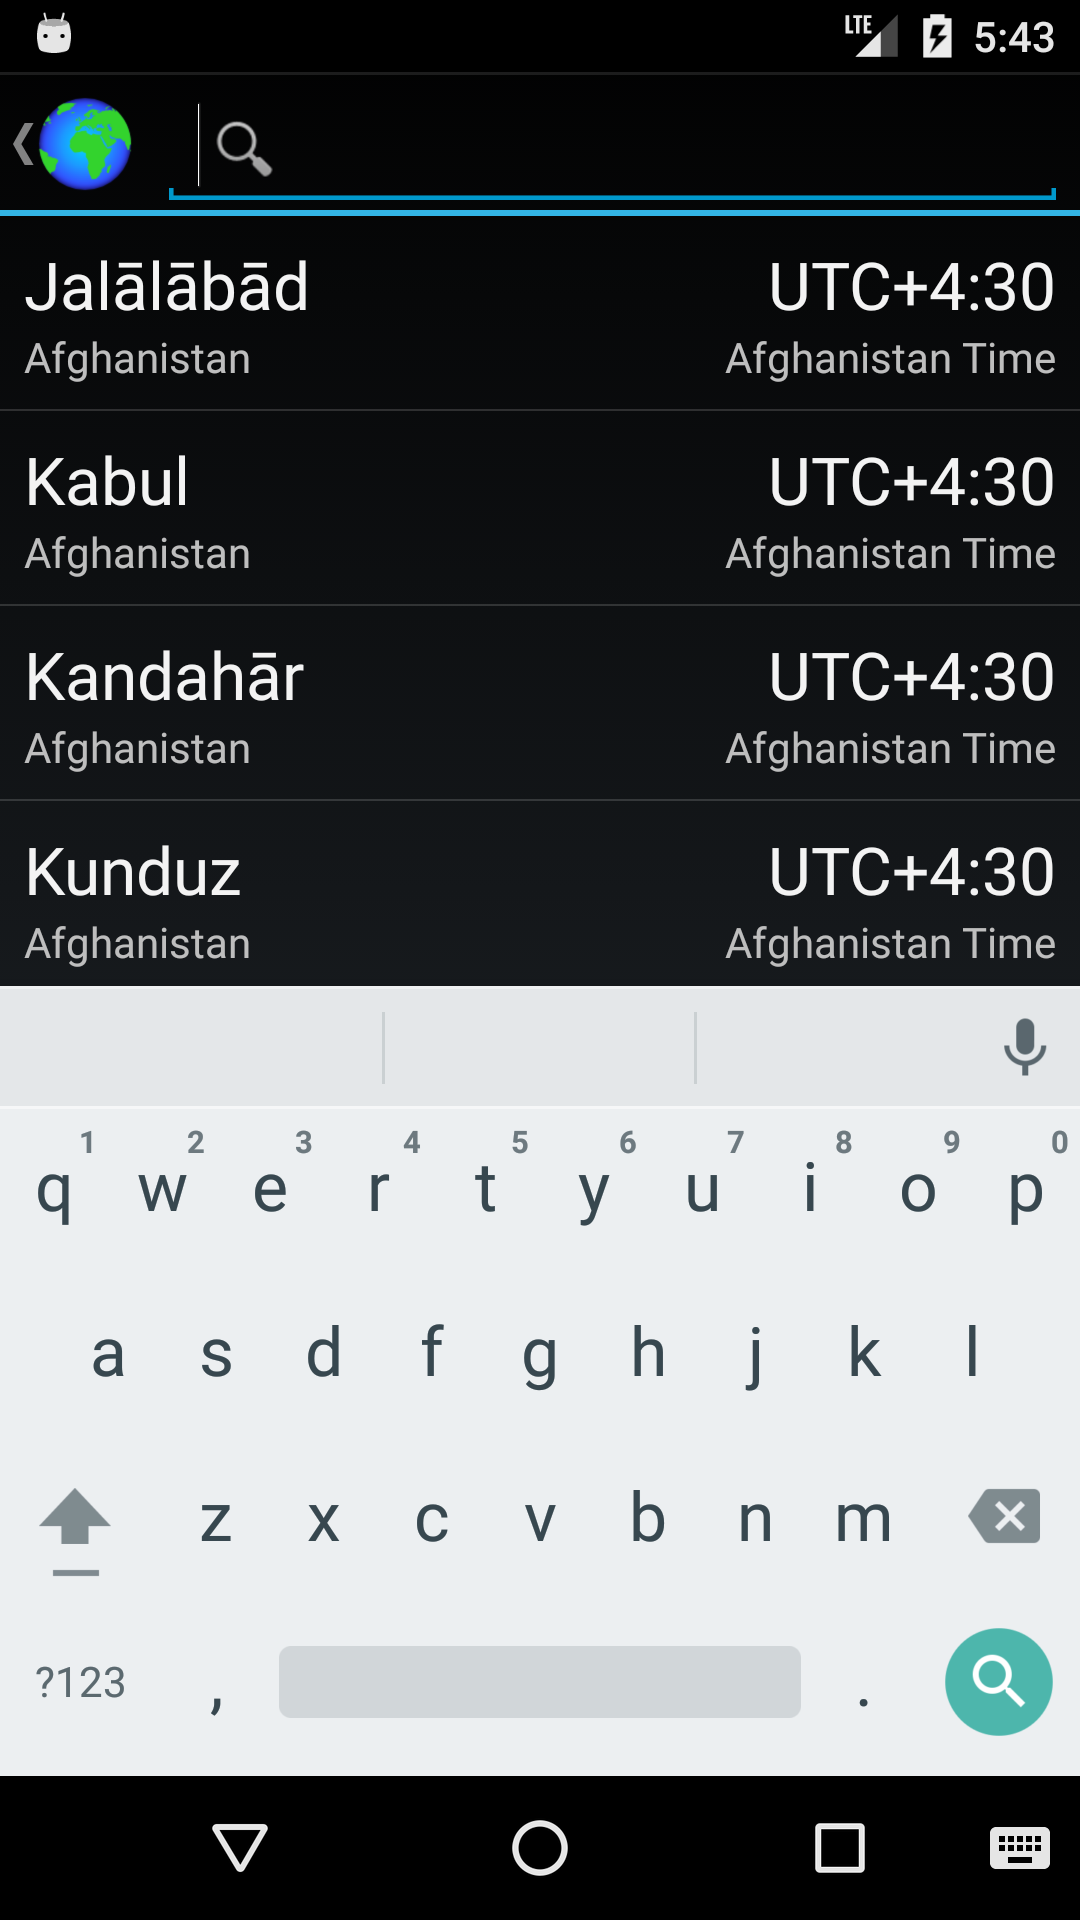 LTE 5:43
Jalālābād UTC+4:30
Afghanistan Afghanistan Time
Kabul UTC+4:30
Afghanistan Afghanistan Time
Kandahār UTC+4:30
Afghanistan Afghanistan Time
Kunduz UTC+4:30
Afghanistan Afghanistan Time
1 2 3 4 5 6 7 8 9 0
q w e r t y u i o p
a s d f g h j k l
z x c v b n m
?123 , .